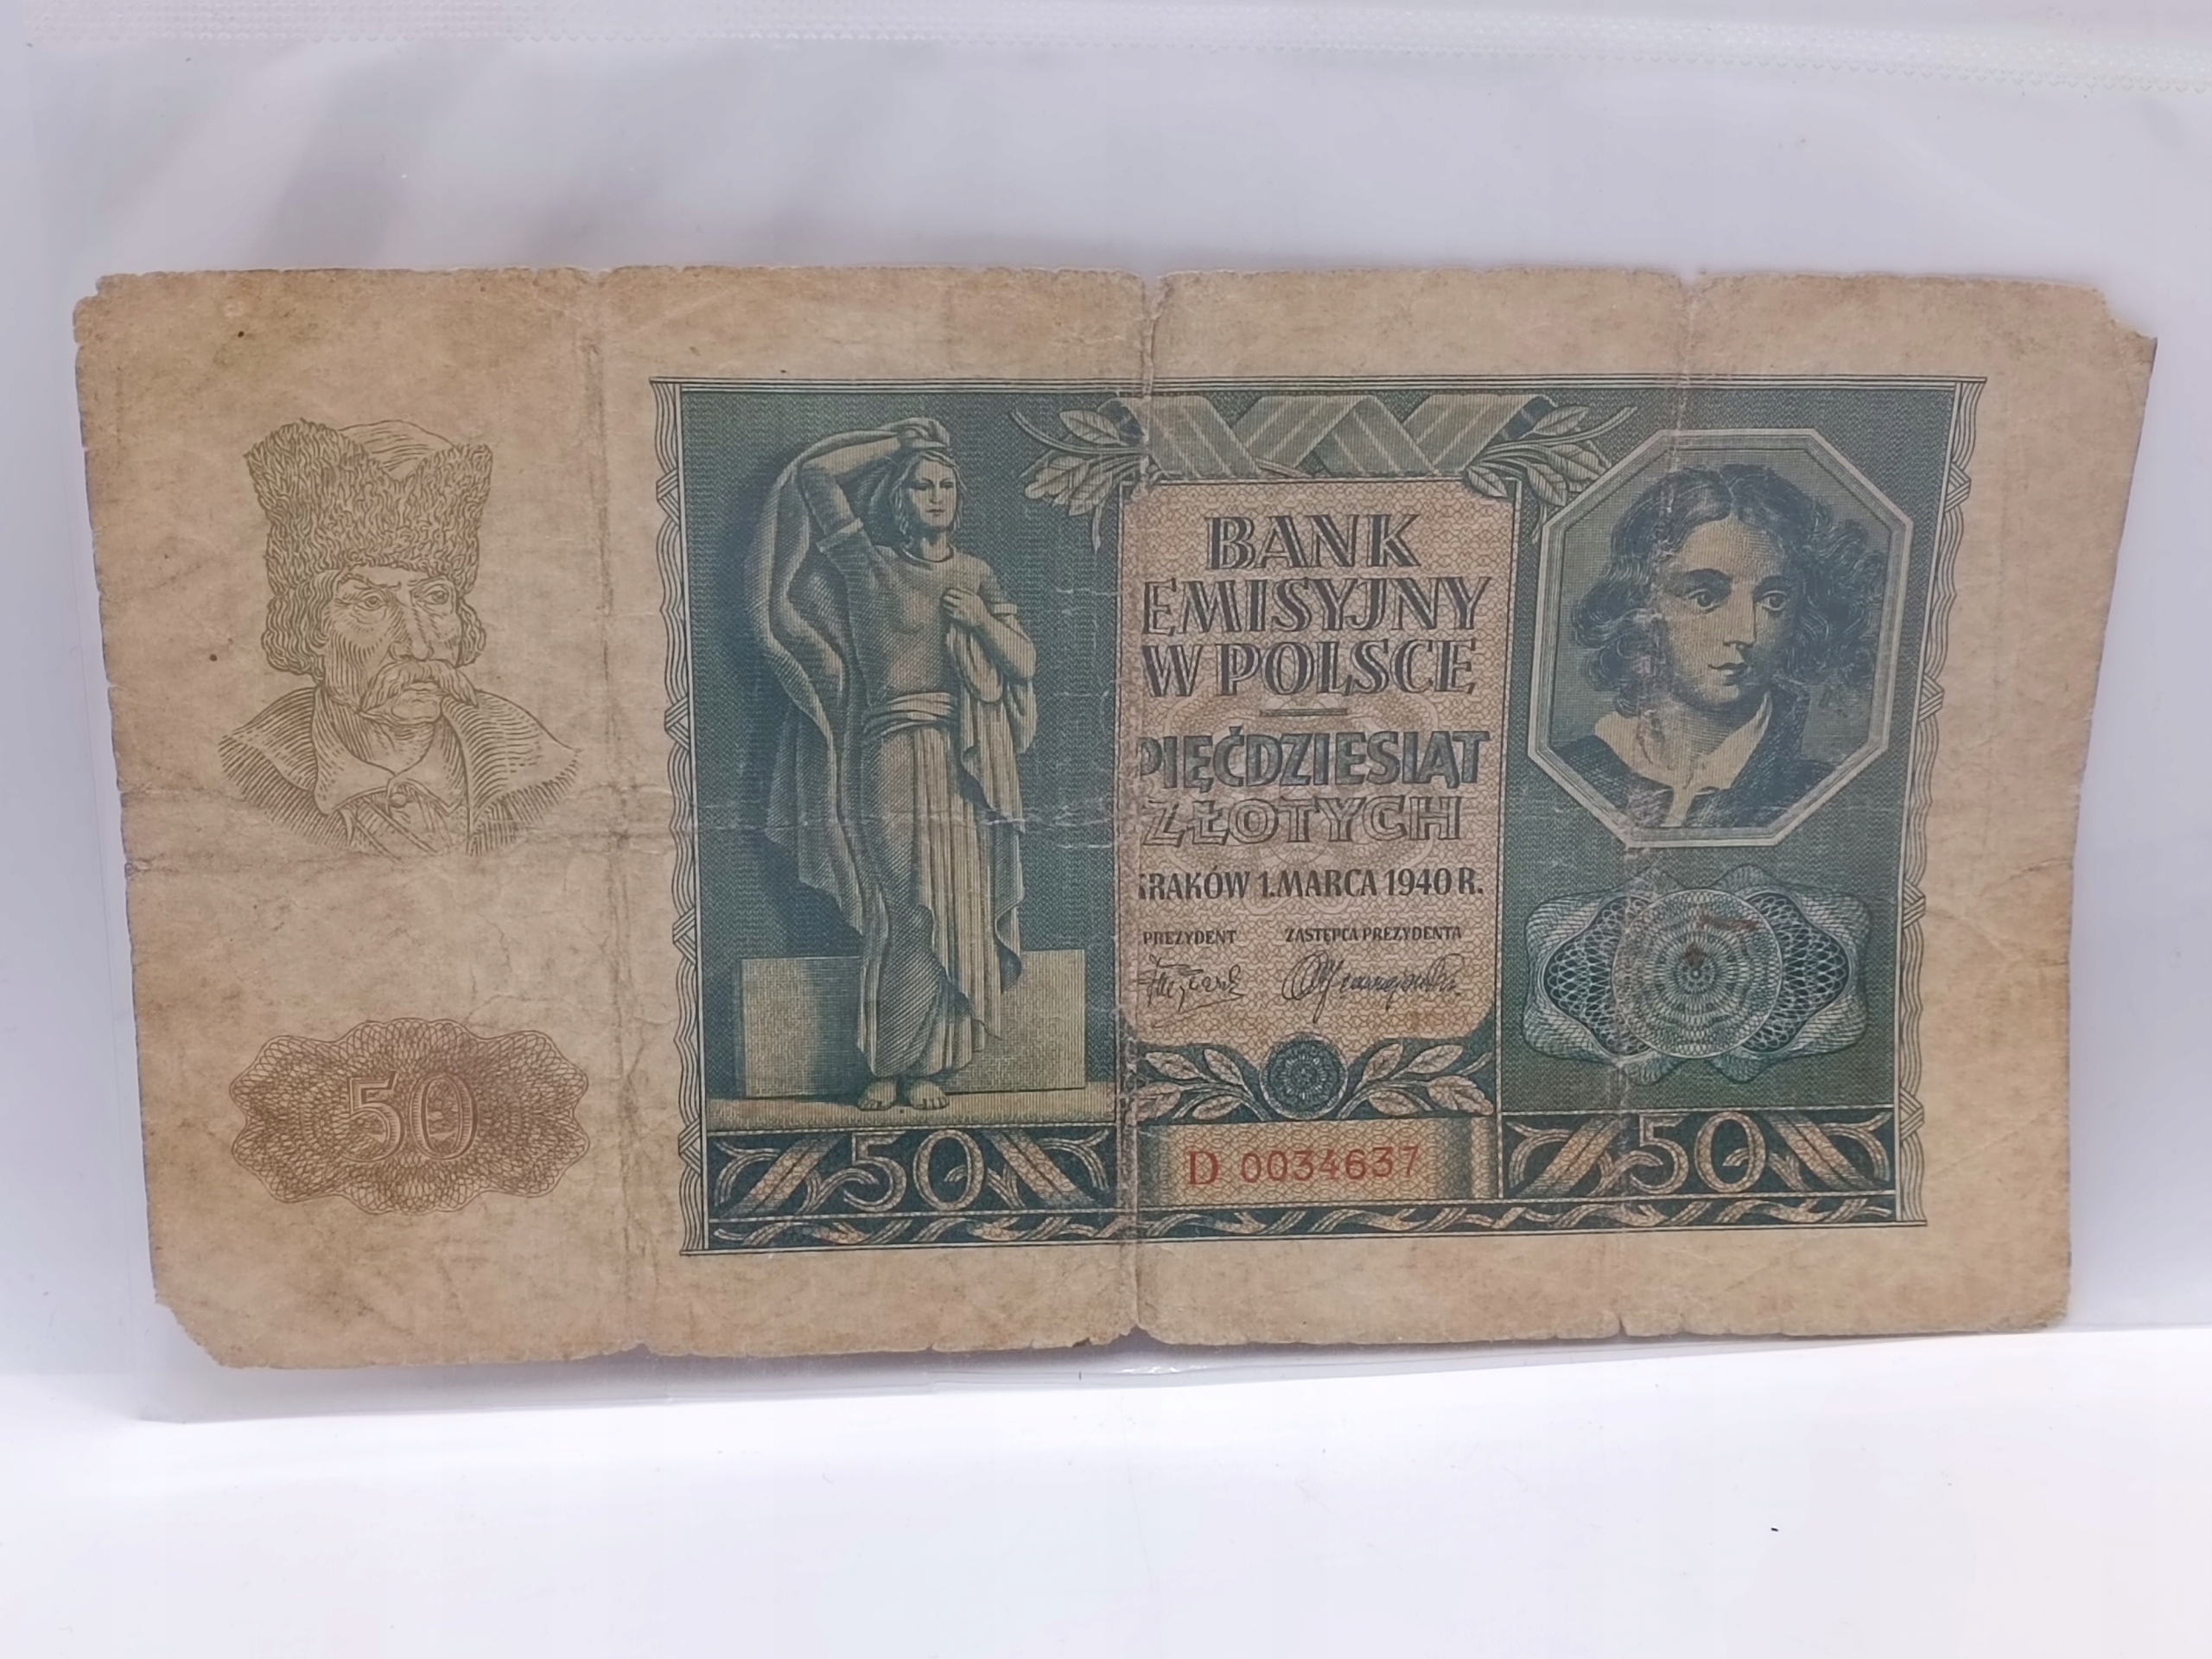 BANK
EMISYJNY
W POLSCE
PIĘĆDZIESIĄT
ZŁOTYCH
KRAKÓW 1. MARCA 1940 R.
PREZYDENT ZASTĘPCA PREZYDENTA
50
50
D 0034637
50